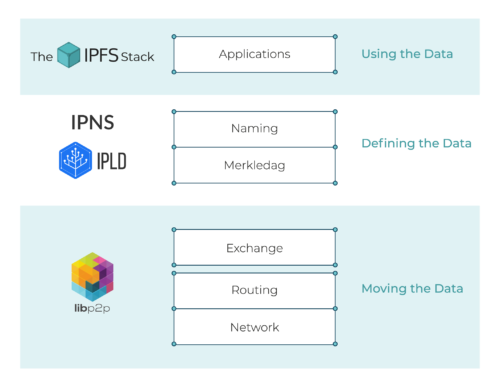 The IPFS Stack
Applications
Using the Data
IPNS
IPLD
Naming
Merkledag
Defining the Data
libp2p
Exchange
Routing
Network
Moving the Data